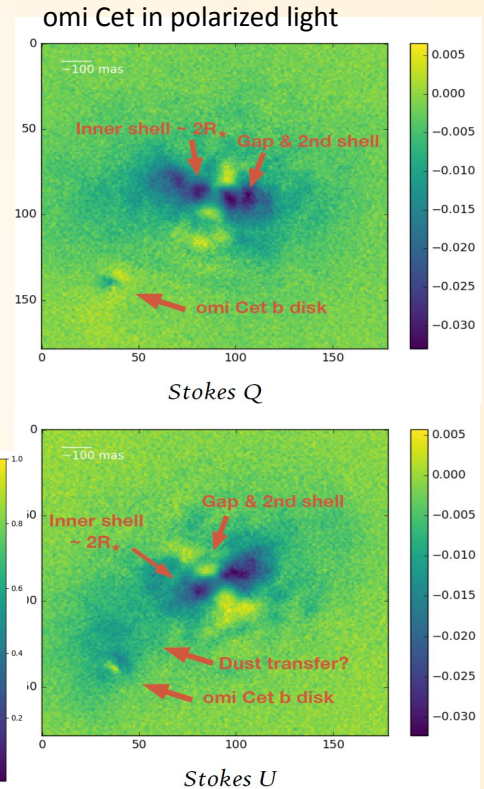 omi Cet in polarized light
0
50
100
150
0
50
100
150
~100 mas
Inner shell ~ 2R⋆
Gap & 2nd shell
omi Cet b disk
0.005
0.000
−0.005
−0.010
−0.015
−0.020
−0.025
−0.030
Stokes Q
1.0
0.8
0.6
0.4
0.2
0
50
00
50
0
50
100
150
~100 mas
Gap & 2nd shell
Inner shell
~ 2R⋆
Dust transfer?
omi Cet b disk
0.005
0.000
−0.005
−0.010
−0.015
−0.020
−0.025
−0.030
Stokes U